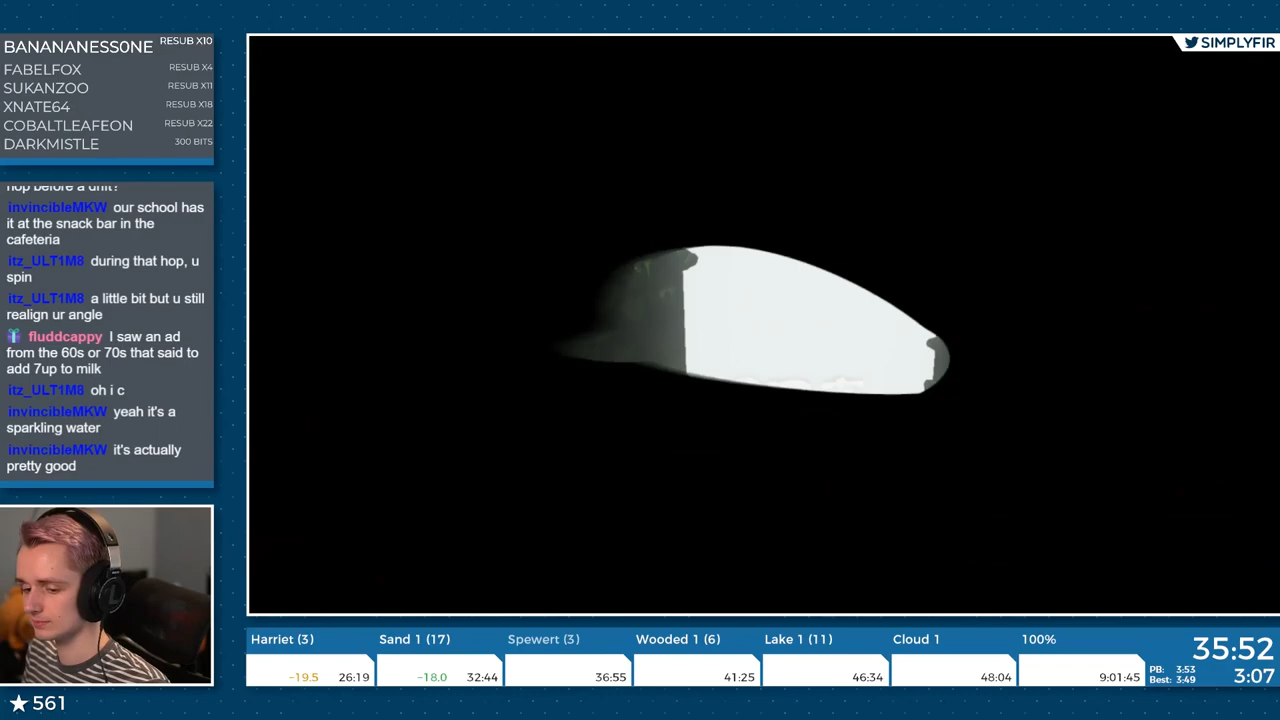 BANANANESS0NE RESUB X10
FABELFOX RESUB X4
SUKANZOO RESUB X11
XNATE64 RESUB X18
COBALTLEAFEON RESUB X22
DARKMISTLE 300 BITS
hop before a drift?
invincibleMKW our school has
it at the snack bar in the
cafeteria
itz_ULT1M8 during that hop, u
spin
itz_ULT1M8 a little bit but u still
realign ur angle
fluddcappy I saw an ad
from the 60s or 70s that said to
add 7up to milk
itz_ULT1M8 oh i c
invincibleMKW yeah it's a
sparkling water
invincibleMKW it's actually
pretty good
SIMPLYFIR
Harriet (3) Sand 1 (17) Spewert (3) Wooded 1 (6) Lake 1 (11) Cloud 1 100%
−19.5 26:19 −18.0 32:44 36:55 41:25 46:34 48:04 9:01:45
35:52
PB: 3:53
Best: 3:49
3:07
★ 561